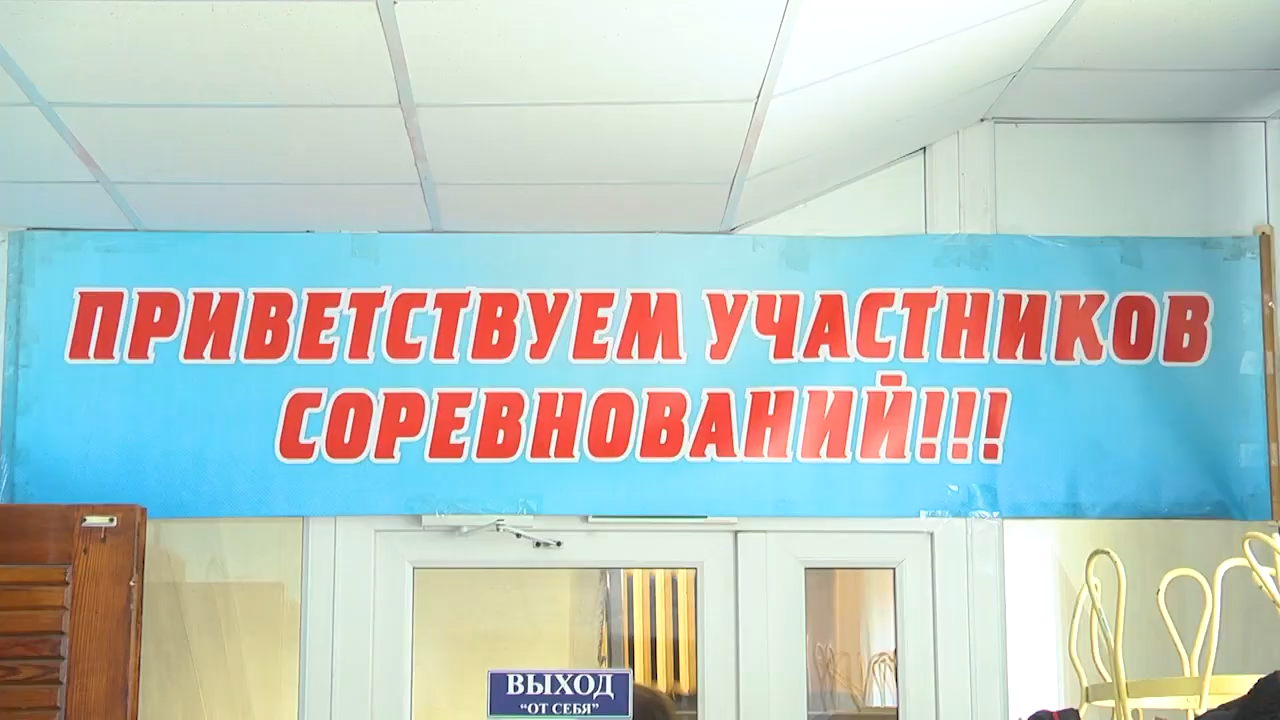 ПРИВЕТСТВУЕМ УЧАСТНИКОВ
СОРЕВНОВАНИЙ!!!
ВЫХОД
“ОТ СЕБЯ”